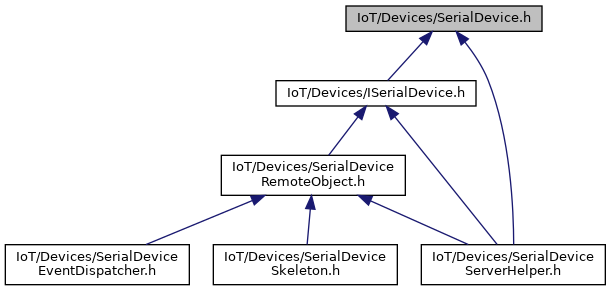 IoT/Devices/SerialDevice.h
IoT/Devices/ISerialDevice.h
IoT/Devices/SerialDevice
RemoteObject.h
IoT/Devices/SerialDevice
EventDispatcher.h
IoT/Devices/SerialDevice
Skeleton.h
IoT/Devices/SerialDevice
ServerHelper.h